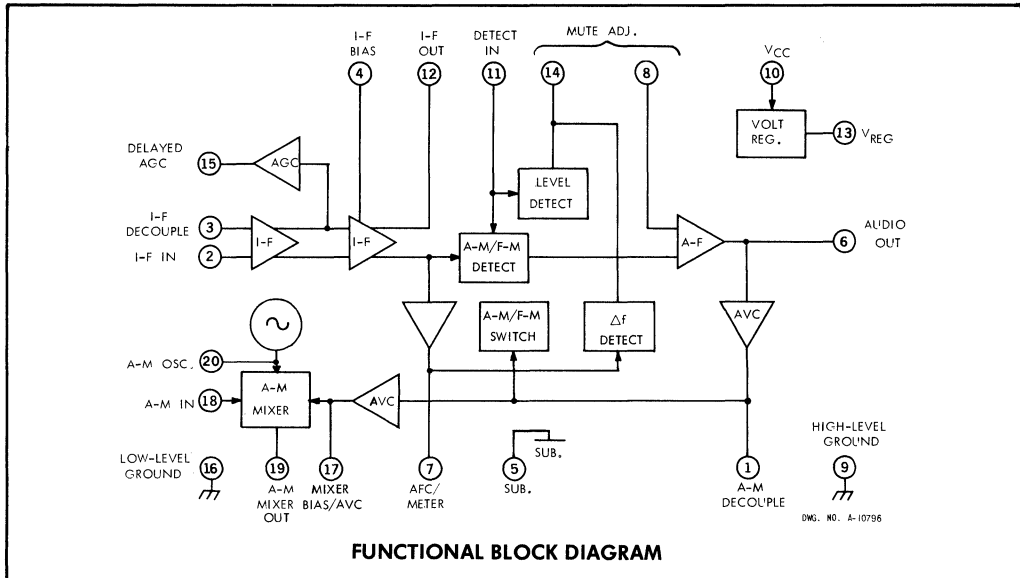 I-F
BIAS
4
I-F
OUT
12
DETECT
IN
11
MUTE ADJ.
14
8
VCC
10
VOLT
REG.
13
VREG
DELAYED
AGC
15
AGC
LEVEL
DETECT
I-F
DECOUPLE
3
I-F IN
2
I-F
I-F
A-M/F-M
DETECT
A-F
6
AUDIO
OUT
A-M/F-M
SWITCH
Δf
DETECT
AVC
A-M OSC.
20
A-M IN
18
A-M
MIXER
AVC
LOW-LEVEL
GROUND
16
19
A-M
MIXER
OUT
17
MIXER
BIAS/AVC
7
AFC/
METER
5
SUB.
SUB.
1
A-M
DECOUPLE
HIGH-LEVEL
GROUND
9
DWG. NO. A-10796
FUNCTIONAL BLOCK DIAGRAM